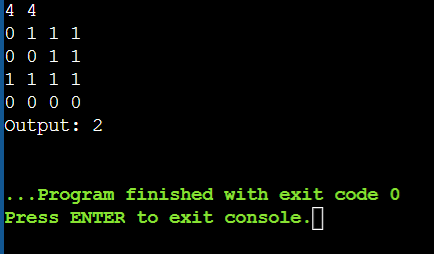 4 4
0 1 1 1
0 0 1 1
1 1 1 1
0 0 0 0
Output: 2
...Program finished with exit code 0
Press ENTER to exit console.